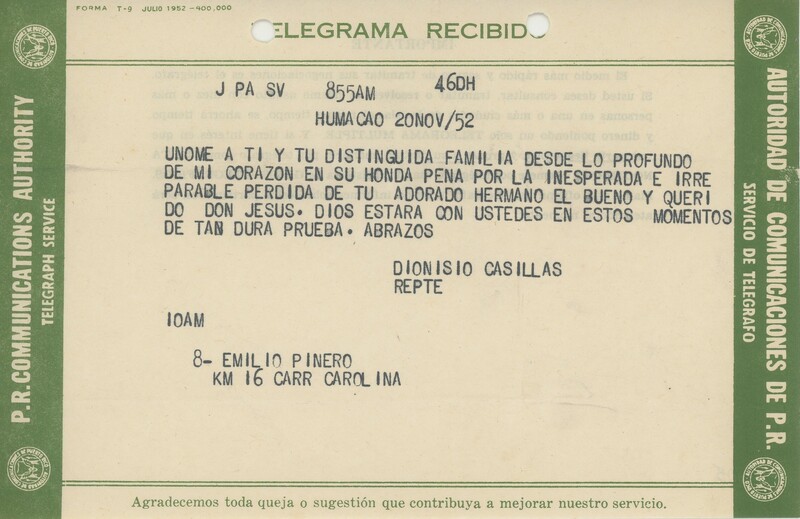 FORMA T-9 JULIO 1952-400,000
TELEGRAMA RECIBIDO
J PA SV 855AM 46DH
HUMACAO 20NOV/52
UNOME A TI Y TU DISTINGUIDA FAMILIA DESDE LO PROFUNDO
DE MI CORAZON EN SU HONDA PENA POR LA INESPERADA E IRRE
PARABLE PERDIDA DE TU ADORADO HERMANO EL BUENO Y QUERI
DO DON JESUS. DIOS ESTARA CON USTEDES EN ESTOS MOMENTOS
DE TAN DURA PRUEBA. ABRAZOS
DIONISIO CASILLAS
REPTE
10AM
8- EMILIO PINERO
KM 16 CARR CAROLINA
Agradecemos toda queja o sugestión que contribuya a mejorar nuestro servicio.
P.R. COMMUNICATIONS AUTHORITY
TELEGRAPH SERVICE
AUTORIDAD DE COMUNICACIONES DE P.R.
SERVICIO DE TELEGRAFO